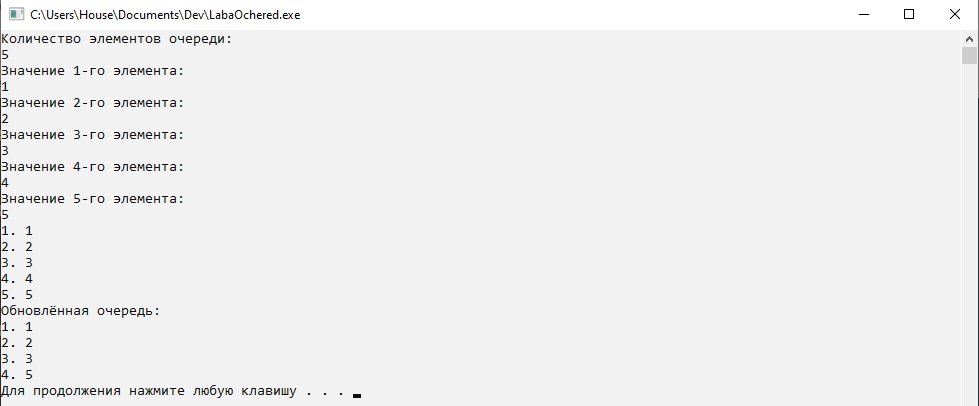 C:\Users\House\Documents\Dev\LabaOchered.exe
Количество элементов очереди:
5
Значение 1-го элемента:
1
Значение 2-го элемента:
2
Значение 3-го элемента:
3
Значение 4-го элемента:
4
Значение 5-го элемента:
5
1. 1
2. 2
3. 3
4. 4
5. 5
Обновлённая очередь:
1. 1
2. 2
3. 3
4. 5
Для продолжения нажмите любую клавишу . . .